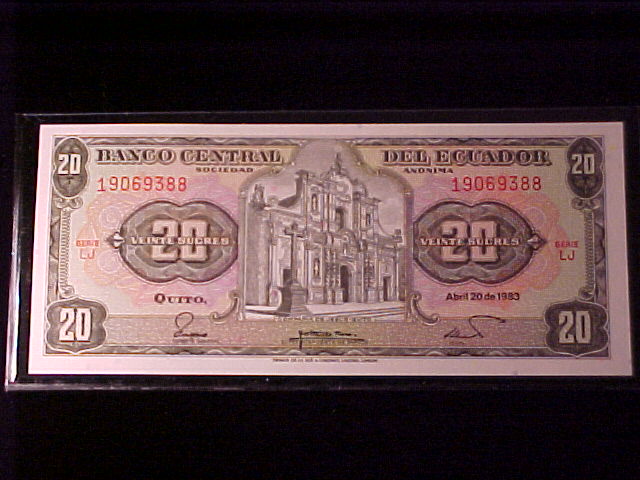 20 BANCO CENTRAL DEL ECUADOR 20
SOCIEDAD ANONIMA
19069388 19069388
20 20
VEINTE SUCRES VEINTE SUCRES
SERIE LJ SERIE LJ
QUITO, Abril 20 de 1983
20 20